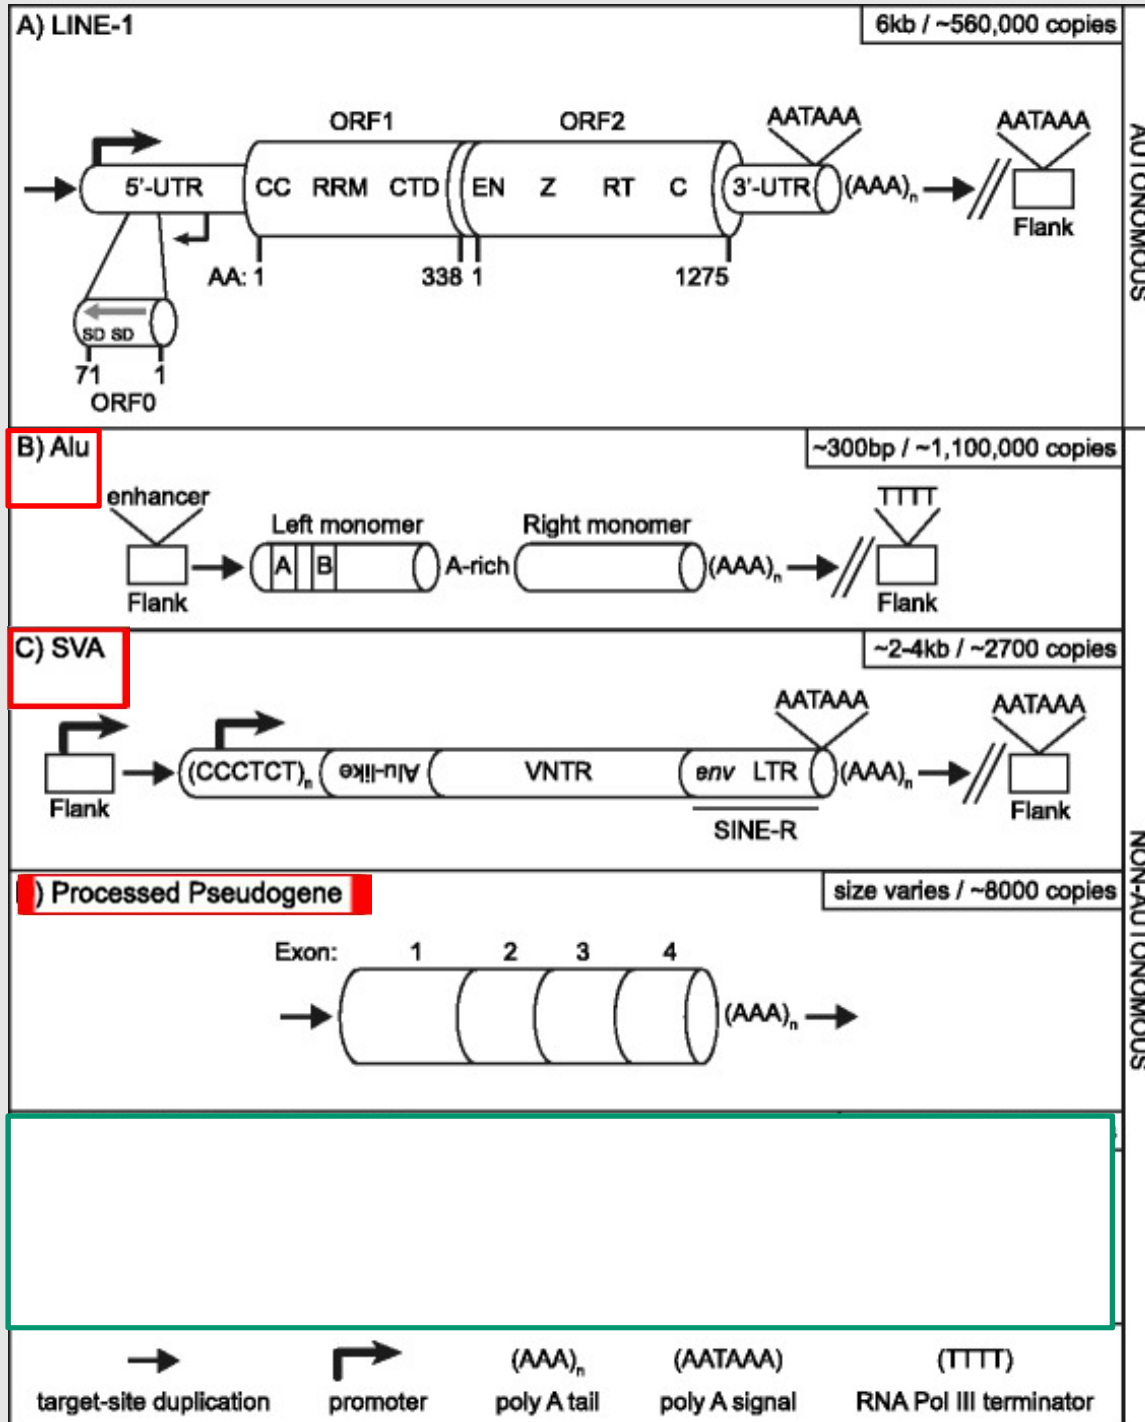 A) LINE-1
6kb / ~560,000 copies
ORF1
ORF2
AATAAA
AATAAA
5'-UTR
CC RRM CTD
EN Z RT C
3'-UTR
(AAA)n
Flank
AA: 1
338 1
1275
SD SD
71 1
ORF0
AUTONOMOUS
B) Alu
~300bp / ~1,100,000 copies
enhancer
TTTT
Left monomer
Right monomer
A B
A-rich
(AAA)n
Flank
Flank
C) SVA
~2-4kb / ~2700 copies
AATAAA
AATAAA
(CCCTCT)n
Alu-like
VNTR
env LTR
(AAA)n
Flank
Flank
SINE-R
) Processed Pseudogene
size varies / ~8000 copies
Exon: 1 2 3 4
(AAA)n
NON-AUTONOMOUS
(AAA)n
(AATAAA)
(TTTT)
target-site duplication
promoter
poly A tail
poly A signal
RNA Pol III terminator